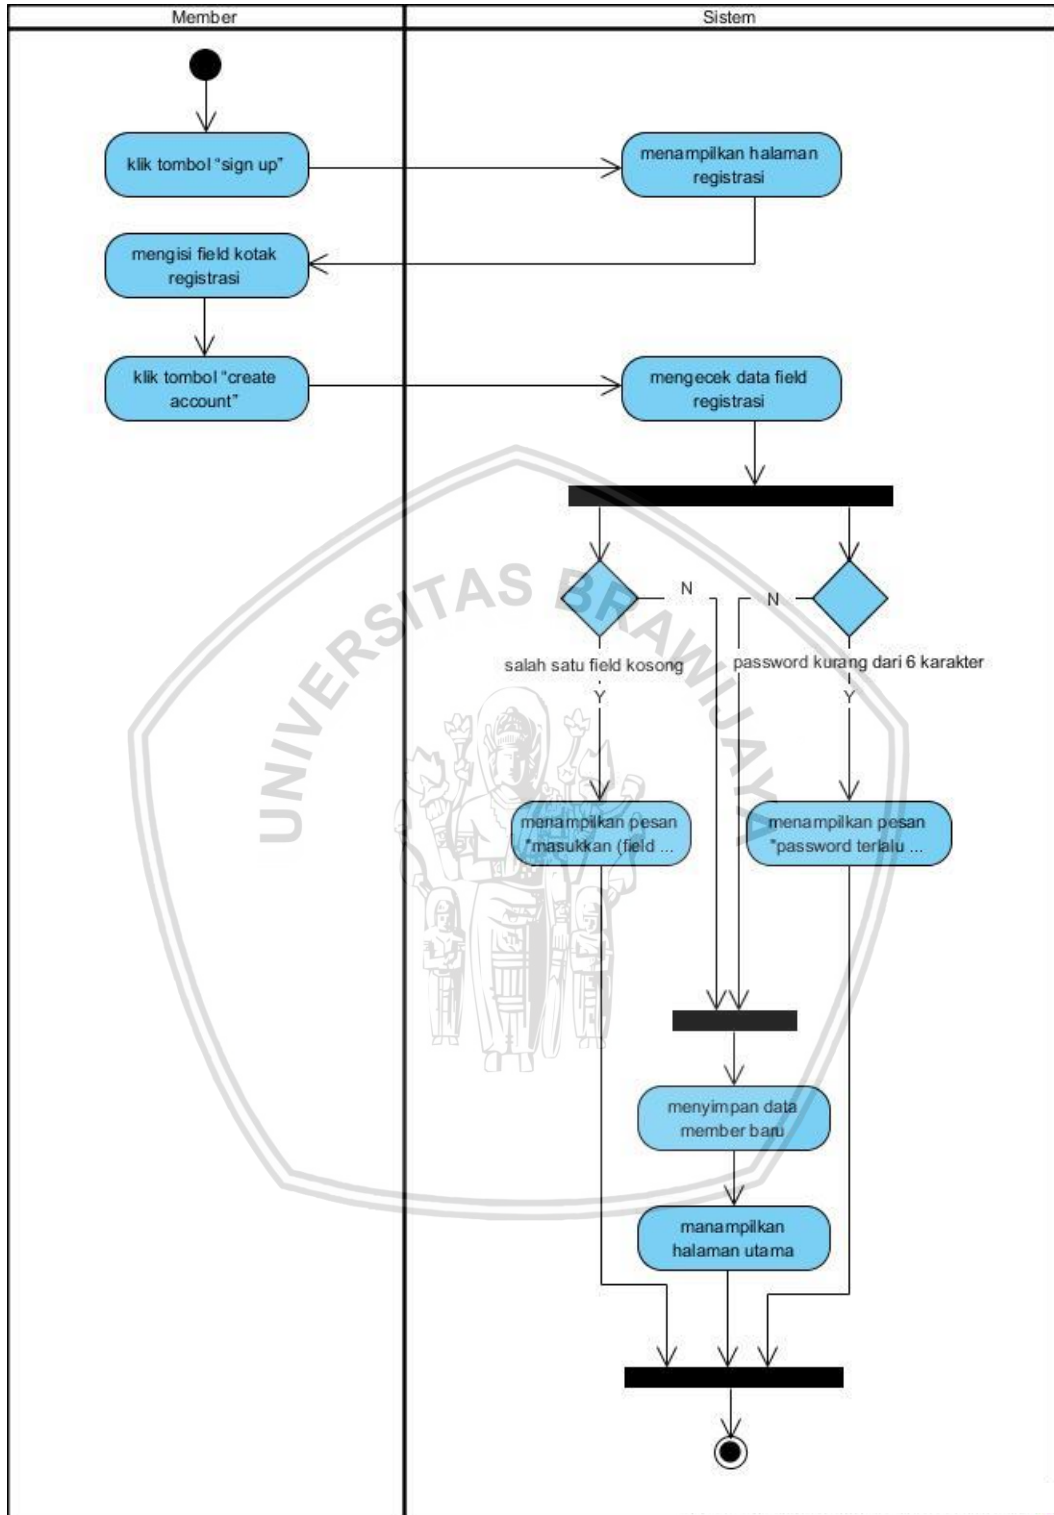 Member
Sistem
klik tombol "sign up"
menampilkan halaman
registrasi
mengisi field kotak
registrasi
klik tombol "create
account"
mengecek data field
registrasi
UNIVERSITAS BRAWIJAYA
N
N
salah satu field kosong
password kurang dari 6 karakter
Y
Y
menampilkan pesan
"masukkan (field ...
menampilkan pesan
"password terlalu ...
menyimpan data
member baru
manampilkan
halaman utama